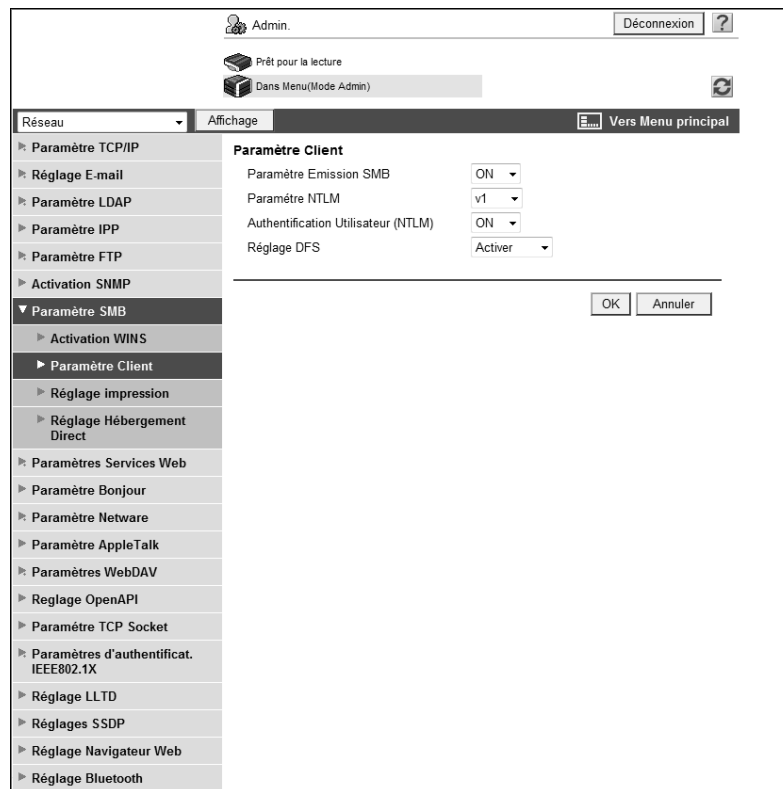 Admin.
Déconnexion
?
Prêt pour la lecture
Dans Menu(Mode Admin)
Réseau
Affichage
Vers Menu principal
Paramètre TCP/IP
Réglage E-mail
Paramètre LDAP
Paramètre IPP
Paramètre FTP
Activation SNMP
Paramètre SMB
Activation WINS
Paramètre Client
Réglage impression
Réglage Hébergement
Direct
Paramètres Services Web
Paramètre Bonjour
Paramètre Netware
Paramètre AppleTalk
Paramètres WebDAV
Reglage OpenAPI
Paramétre TCP Socket
Paramètres d'authentificat.
IEEE802.1X
Réglage LLTD
Réglages SSDP
Réglage Navigateur Web
Réglage Bluetooth
Paramètre Client
Paramètre Emission SMB ON
Paramétre NTLM v1
Authentification Utilisateur (NTLM) ON
Réglage DFS Activer
OK Annuler